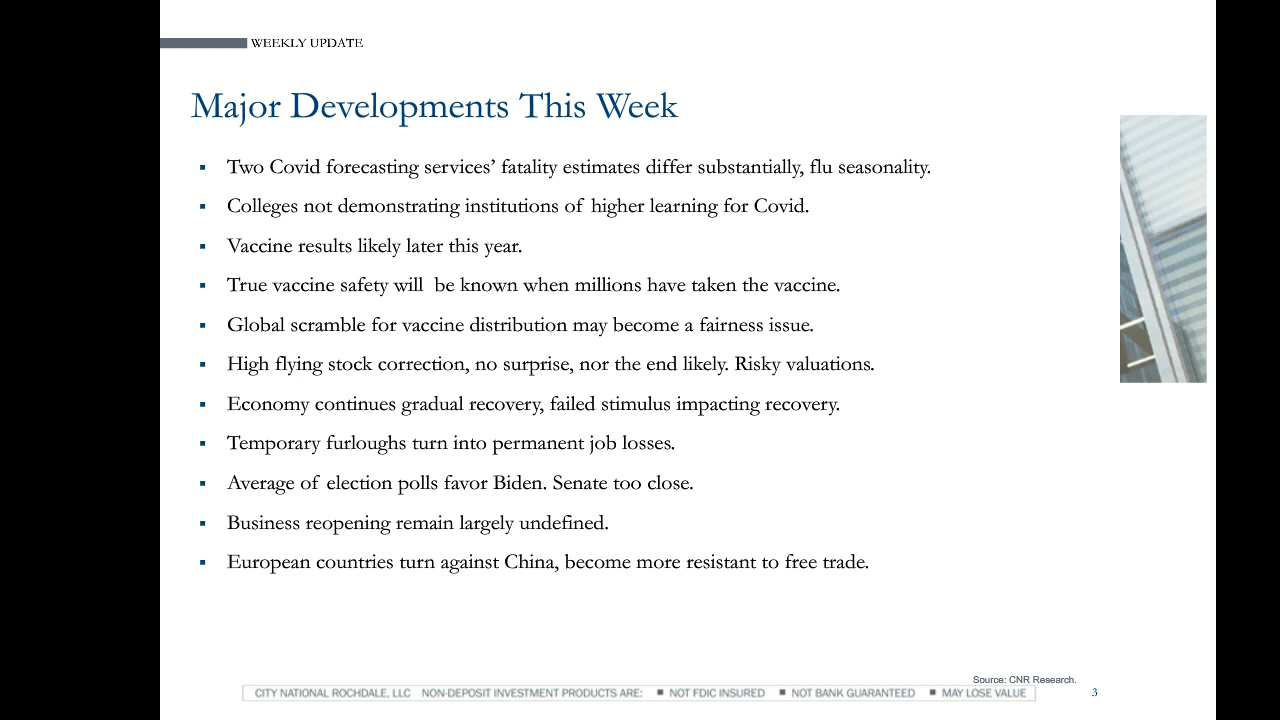 WEEKLY UPDATE
Major Developments This Week
▪ Two Covid forecasting services’ fatality estimates differ substantially, flu seasonality.
▪ Colleges not demonstrating institutions of higher learning for Covid.
▪ Vaccine results likely later this year.
▪ True vaccine safety will  be known when millions have taken the vaccine.
▪ Global scramble for vaccine distribution may become a fairness issue.
▪ High flying stock correction, no surprise, nor the end likely. Risky valuations.
▪ Economy continues gradual recovery, failed stimulus impacting recovery.
▪ Temporary furloughs turn into permanent job losses.
▪ Average of election polls favor Biden. Senate too close.
▪ Business reopening remain largely undefined.
▪ European countries turn against China, become more resistant to free trade.
Source: CNR Research.
CITY NATIONAL ROCHDALE, LLC NON-DEPOSIT INVESTMENT PRODUCTS ARE: ■ NOT FDIC INSURED ■ NOT BANK GUARANTEED ■ MAY LOSE VALUE
3